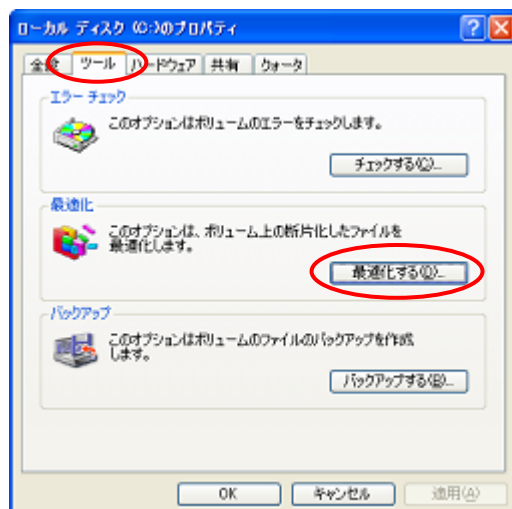 ローカル ディスク (C:)のプロパティ
全般 ツール ハードウェア 共有 クォータ
エラー チェック
このオプションはボリュームのエラーをチェックします。
チェックする(C)...
最適化
このオプションは、ボリューム上の断片化したファイルを
最適化します。
最適化する(D)...
バックアップ
このオプションはボリュームのファイルのバックアップを作成
します。
バックアップする(B)...
OK キャンセル 適用(A)